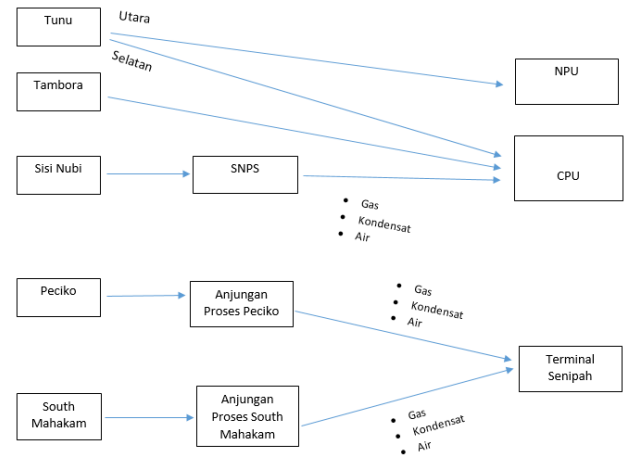 Tunu
Utara
Selatan
NPU
Tambora
CPU
Sisi Nubi
SNPS
Gas
Kondensat
Air
Peciko
Anjungan
Proses Peciko
Gas
Kondensat
Air
Terminal
Senipah
South
Mahakam
Anjungan
Proses South
Mahakam
Gas
Kondensat
Air